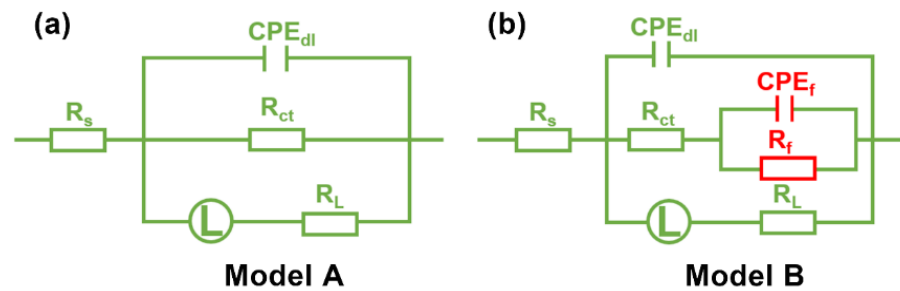 (a)
CPEdl
Rs
Rct
L
RL
Model A
(b)
CPEdl
CPEf
Rs
Rct
Rf
RL
L
Model B